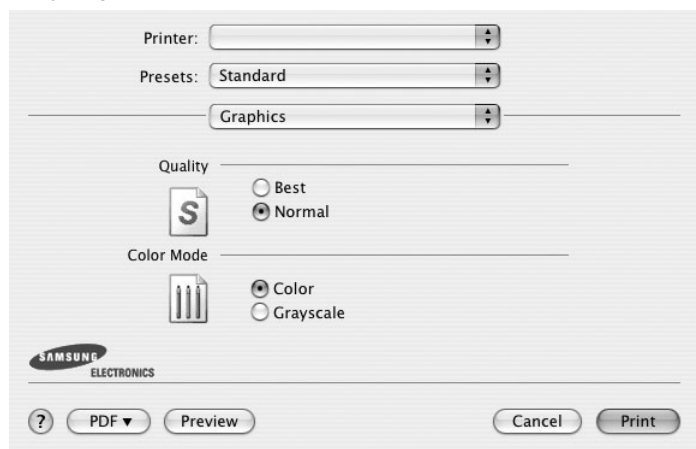 Printer:
Presets: Standard
Graphics
Quality
Best
S
Normal
Color Mode
Color
Grayscale
SAMSUNG
ELECTRONICS
? PDF Preview Cancel Print